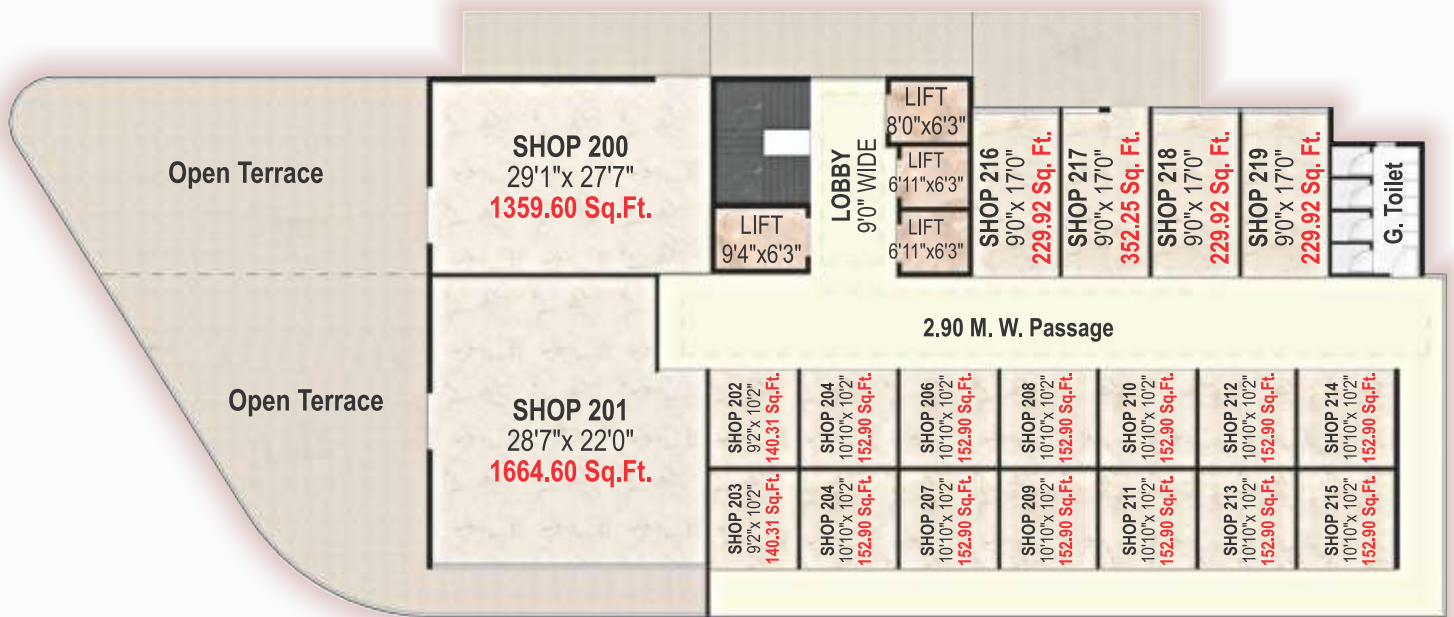 Open Terrace
SHOP 200
29'1"x 27'7"
1359.60 Sq.Ft.
LIFT
9'4"x6'3"
LOBBY
9'0" WIDE
LIFT
8'0"x6'3"
LIFT
6'11"x6'3"
LIFT
6'11"x6'3"
SHOP 216
9'0"x 17'0"
229.92 Sq. Ft.
SHOP 217
9'0"x 17'0"
352.25 Sq. Ft.
SHOP 218
9'0"x 17'0"
229.92 Sq. Ft.
SHOP 219
9'0"x 17'0"
229.92 Sq. Ft.
G. Toilet
2.90 M. W. Passage
Open Terrace
SHOP 201
28'7"x 22'0"
1664.60 Sq.Ft.
SHOP 202
9'2"x 10'2"
140.31 Sq.Ft.
SHOP 204
10'10"x 10'2"
152.90 Sq.Ft.
SHOP 206
10'10"x 10'2"
152.90 Sq.Ft.
SHOP 208
10'10"x 10'2"
152.90 Sq.Ft.
SHOP 210
10'10"x 10'2"
152.90 Sq.Ft.
SHOP 212
10'10"x 10'2"
152.90 Sq.Ft.
SHOP 214
10'10"x 10'2"
152.90 Sq.Ft.
SHOP 203
9'2"x 10'2"
140.31 Sq.Ft.
SHOP 204
10'10"x 10'2"
152.90 Sq.Ft.
SHOP 207
10'10"x 10'2"
152.90 Sq.Ft.
SHOP 209
10'10"x 10'2"
152.90 Sq.Ft.
SHOP 211
10'10"x 10'2"
152.90 Sq.Ft.
SHOP 213
10'10"x 10'2"
152.90 Sq.Ft.
SHOP 215
10'10"x 10'2"
152.90 Sq.Ft.